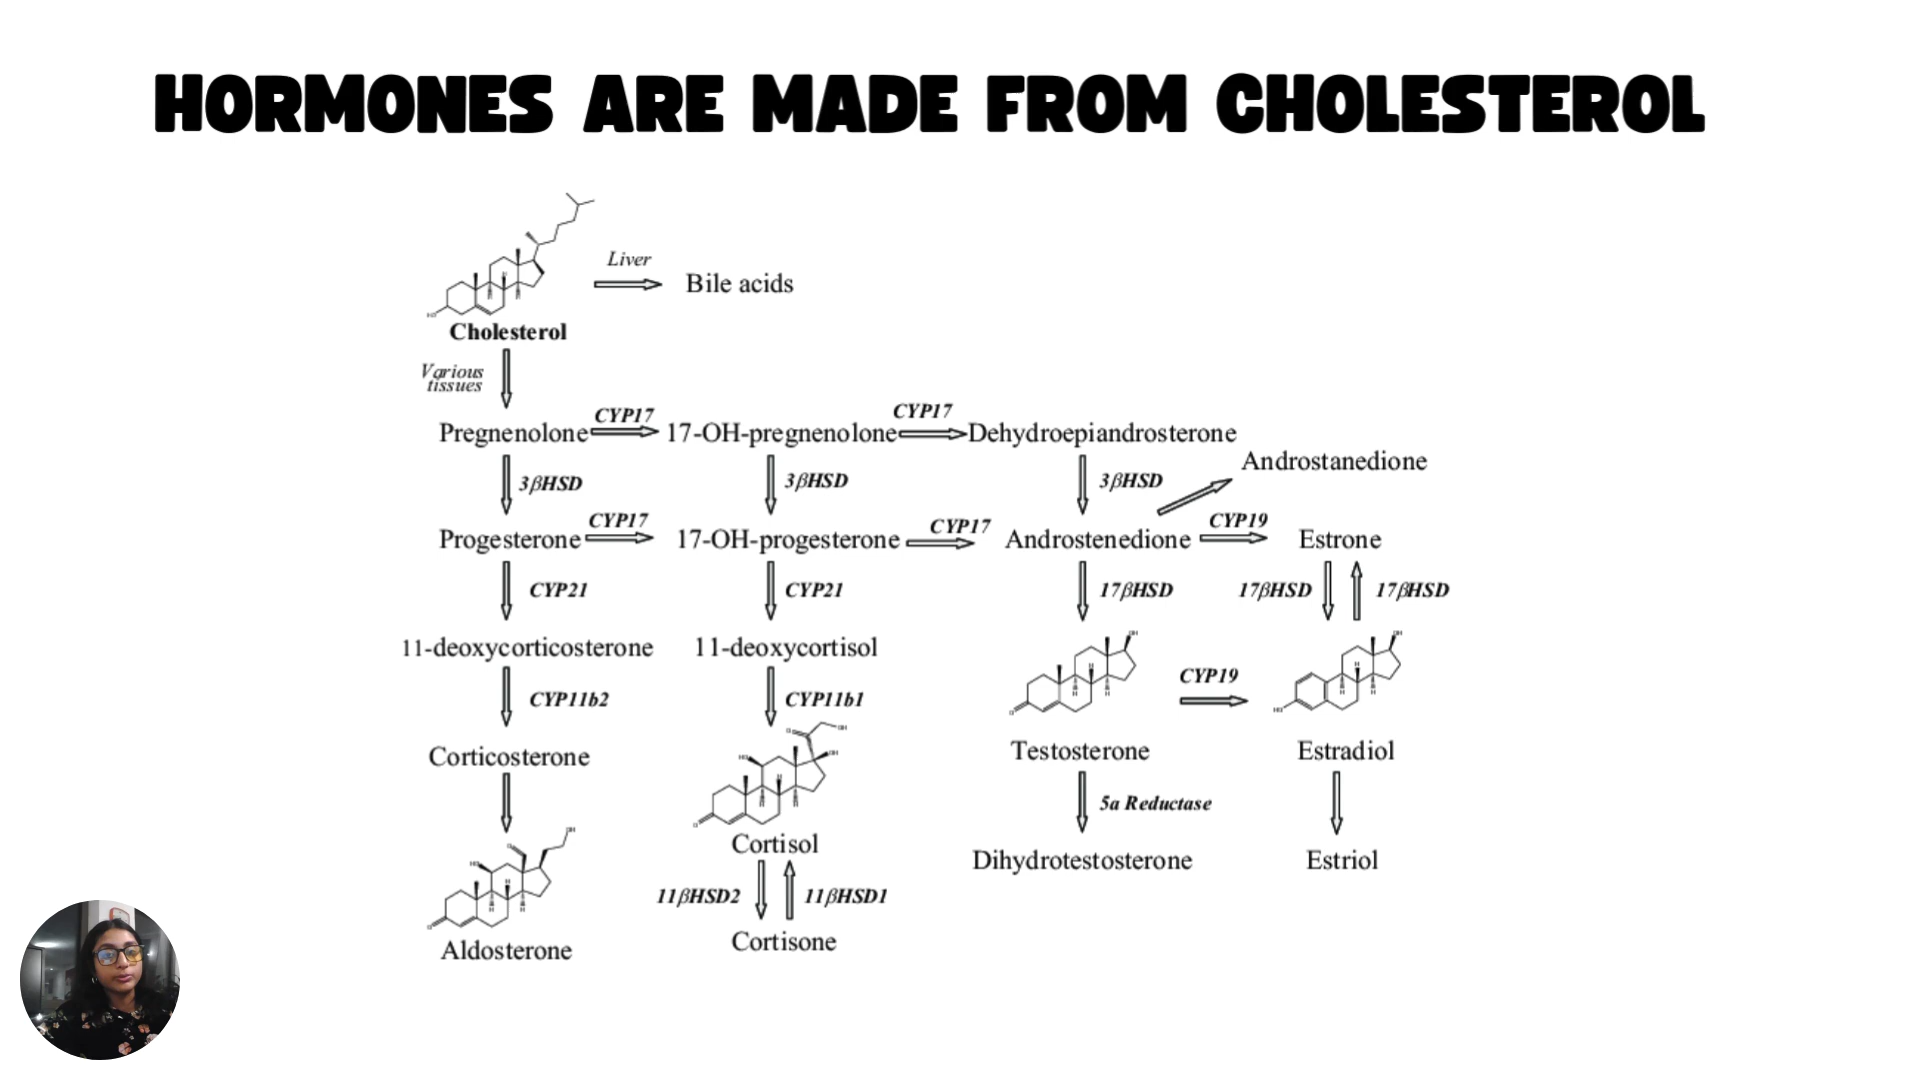 HORMONES ARE MADE FROM CHOLESTEROL
Liver
Bile acids
Cholesterol
Various
tissues
CYP17
CYP17
Pregnenolone
17-OH-pregnenolone
Dehydroepiandrosterone
Androstanedione
3βHSD
3βHSD
3βHSD
CYP17
CYP17
CYP19
Progesterone
17-OH-progesterone
Androstenedione
Estrone
CYP21
CYP21
17βHSD
17βHSD
17βHSD
11-deoxycorticosterone
11-deoxycortisol
CYP19
CYP11b2
CYP11b1
Corticosterone
Testosterone
Estradiol
5a Reductase
Cortisol
Dihydrotestosterone
Estriol
11βHSD2
11βHSD1
Aldosterone
Cortisone